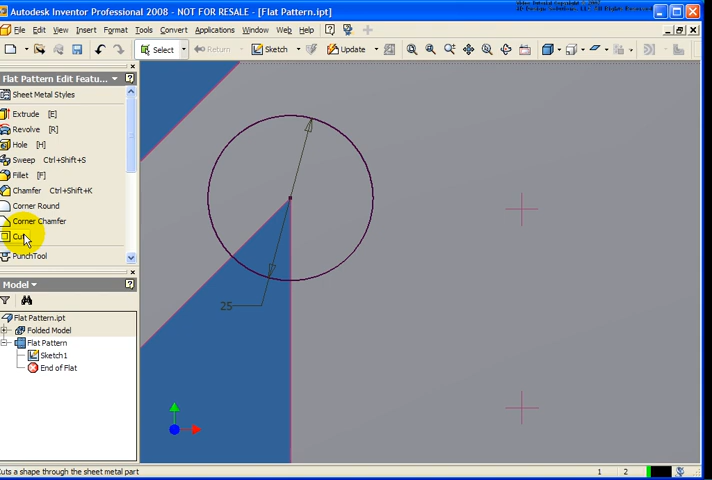 Autodesk Inventor Professional 2008 - NOT FOR RESALE - [Flat Pattern.ipt]
File Edit View Insert Format Tools Convert Applications Window Web Help
Select Return Sketch Update
Flat Pattern Edit Featu...
Sheet Metal Styles
Extrude [E]
Revolve [R]
Hole [H]
Sweep Ctrl+Shift+S
Fillet [F]
Chamfer Ctrl+Shift+K
Corner Round
Corner Chamfer
Cut
PunchTool
Model
Flat Pattern.ipt
Folded Model
Flat Pattern
Sketch1
End of Flat
25
Cuts a shape through the sheet metal part
1 2